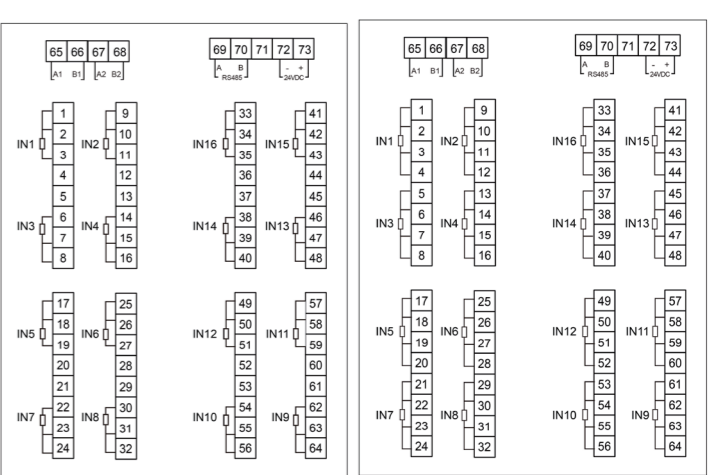 65 66 67 68 69 70 71 72 73
A1 B1 A2 B2 A B - +
RS485 24VDC
1 9 33 41
2 10 34 42
IN1 IN2 IN16 IN15
3 11 35 43
4 12 36 44
5 13 37 45
6 14 38 46
IN3 IN4 IN14 IN13
7 15 39 47
8 16 40 48
17 25 49 57
18 26 50 58
IN5 IN6 IN12 IN11
19 27 51 59
20 28 52 60
21 29 53 61
22 30 54 62
IN7 IN8 IN10 IN9
23 31 55 63
24 32 56 64
65 66 67 68 69 70 71 72 73
A1 B1 A2 B2 A B - +
RS485 24VDC
1 9 33 41
2 10 34 42
IN1 IN2 IN16 IN15
3 11 35 43
4 12 36 44
5 13 37 45
6 14 38 46
IN3 IN4 IN14 IN13
7 15 39 47
8 16 40 48
17 25 49 57
18 26 50 58
IN5 IN6 IN12 IN11
19 27 51 59
20 28 52 60
21 29 53 61
22 30 54 62
IN7 IN8 IN10 IN9
23 31 55 63
24 32 56 64